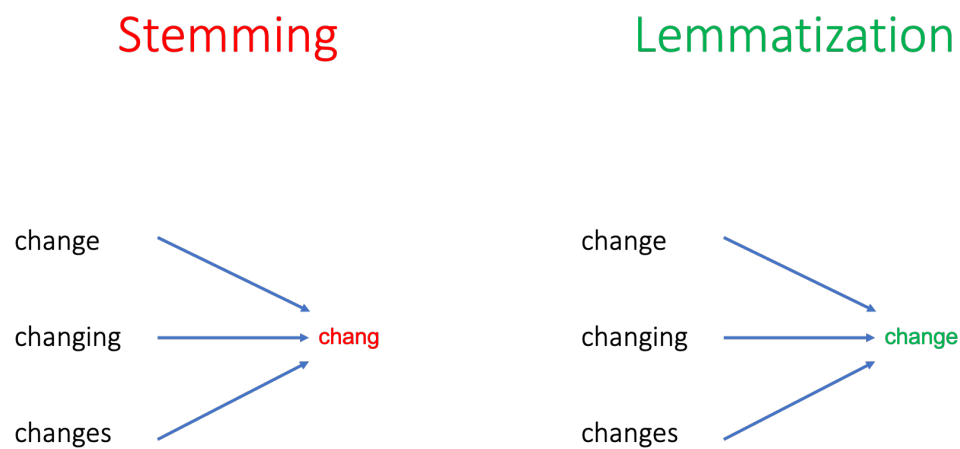 Stemming
change
changing
changes
chang
Lemmatization
change
changing
changes
change